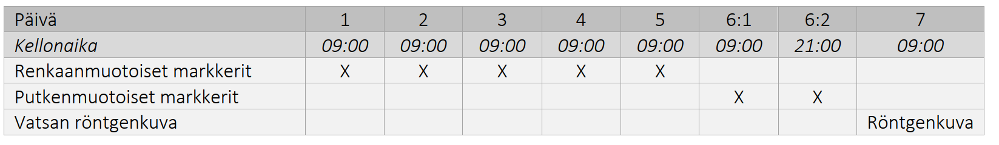 Päivä 1 2 3 4 5 6:1 6:2 7
Kellonaika 09:00 09:00 09:00 09:00 09:00 09:00 21:00 09:00
Renkaanmuotoiset markkerit X X X X X
Putkenmuotoiset markkerit X X
Vatsan röntgenkuva Röntgenkuva